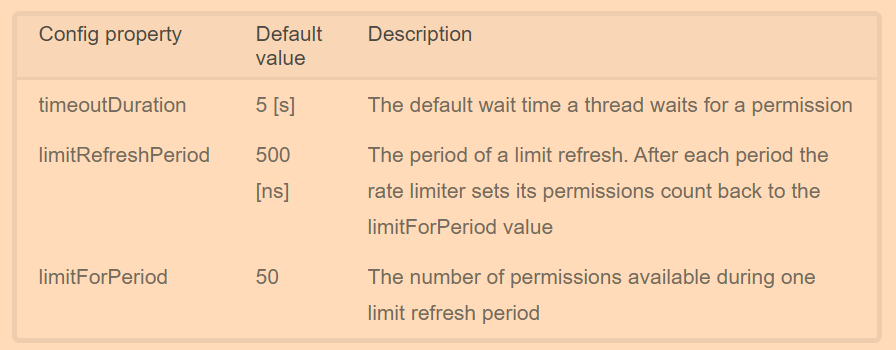 Config property Default value Description
timeoutDuration 5 [s] The default wait time a thread waits for a permission
limitRefreshPeriod 500 [ns] The period of a limit refresh. After each period the
rate limiter sets its permissions count back to the
limitForPeriod value
limitForPeriod 50 The number of permissions available during one
limit refresh period